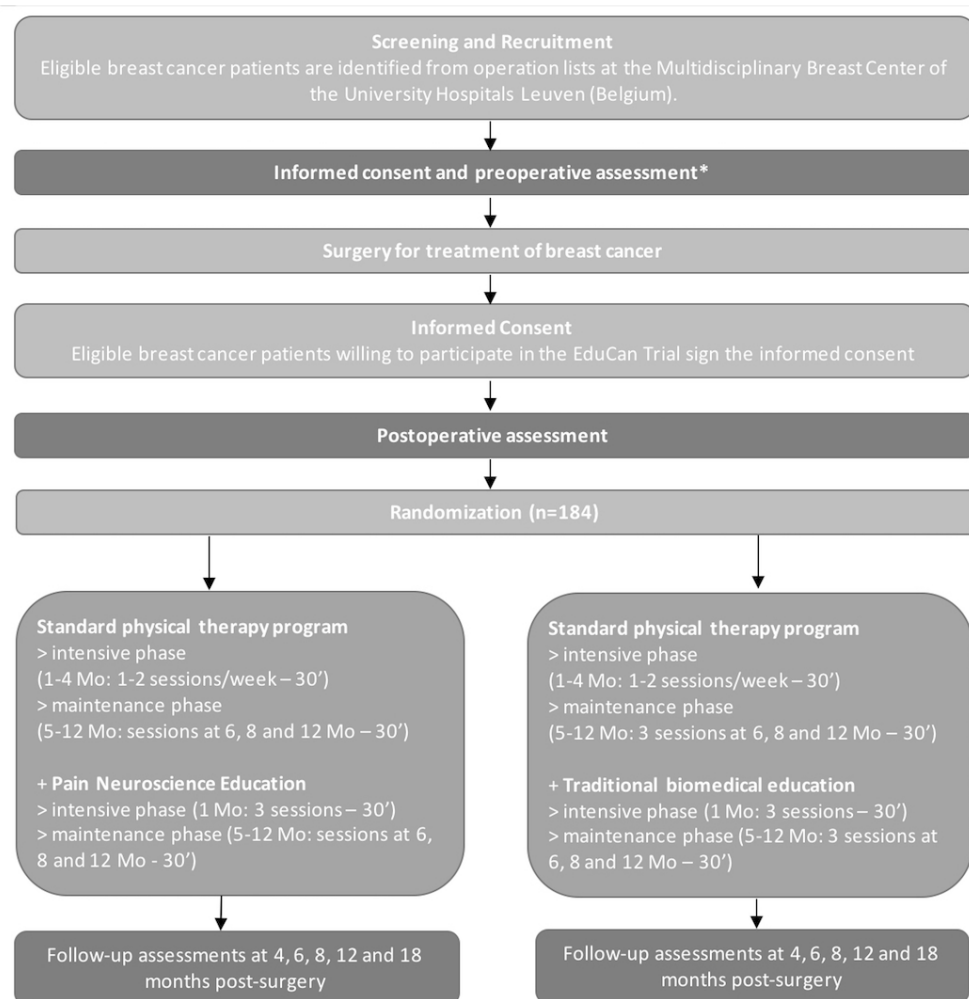 Screening and Recruitment
Eligible breast cancer patients are identified from operation lists at the Multidisciplinary Breast Center of
the University Hospitals Leuven (Belgium).
Informed consent and preoperative assessment*
Surgery for treatment of breast cancer
Informed Consent
Eligible breast cancer patients willing to participate in the EduCan Trial sign the informed consent
Postoperative assessment
Randomization (n=184)
Standard physical therapy program
> intensive phase
(1-4 Mo: 1-2 sessions/week – 30’)
> maintenance phase
(5-12 Mo: sessions at 6, 8 and 12 Mo – 30’)
+ Pain Neuroscience Education
> intensive phase (1 Mo: 3 sessions – 30’)
> maintenance phase (5-12 Mo: sessions at 6,
8 and 12 Mo - 30’)
Follow-up assessments at 4, 6, 8, 12 and 18
months post-surgery
Standard physical therapy program
> intensive phase
(1-4 Mo: 1-2 sessions/week – 30’)
> maintenance phase
(5-12 Mo: 3 sessions at 6, 8 and 12 Mo – 30’)
+ Traditional biomedical education
> intensive phase (1 Mo: 3 sessions – 30’)
> maintenance phase (5-12 Mo: 3 sessions at
6, 8 and 12 Mo – 30’)
Follow-up assessments at 4, 6, 8, 12 and 18
months post-surgery